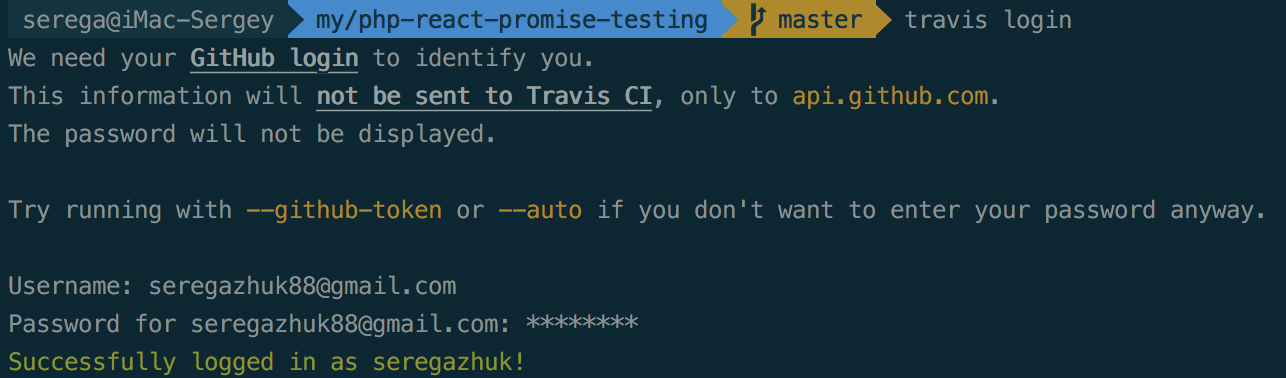 serega@iMac-Sergey my/php-react-promise-testing master travis login
We need your GitHub login to identify you.
This information will not be sent to Travis CI, only to api.github.com.
The password will not be displayed.
Try running with --github-token or --auto if you don't want to enter your password anyway.
Username: seregazhuk88@gmail.com
Password for seregazhuk88@gmail.com: ********
Successfully logged in as seregazhuk!